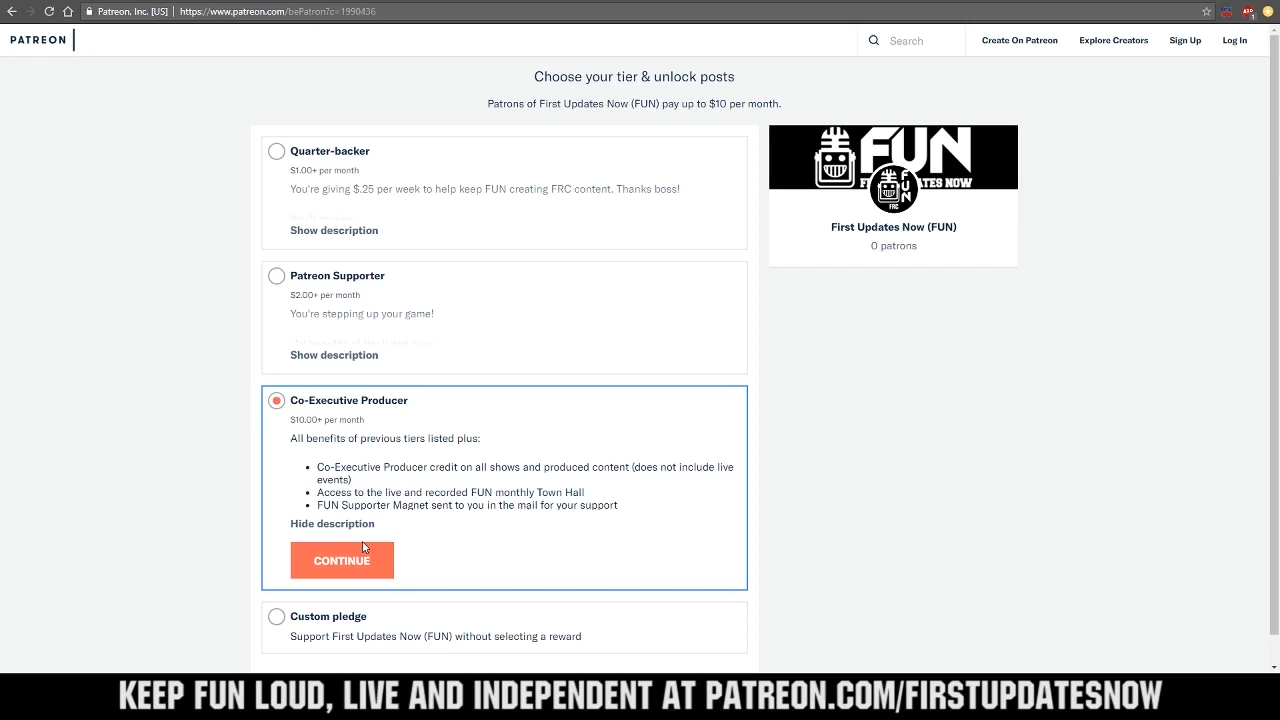 Patreon, Inc. [US] | https://www.patreon.com/bePatron?c=1990436
PATREON
Search
Create On Patreon
Explore Creators
Sign Up
Log In
Choose your tier & unlock posts
Patrons of First Updates Now (FUN) pay up to $10 per month.
Quarter-backer
$1.00+ per month
You're giving $.25 per week to help keep FUN creating FRC content. Thanks boss!
Show description
Patreon Supporter
$2.00+ per month
You're stepping up your game!
Show description
Co-Executive Producer
$10.00+ per month
All benefits of previous tiers listed plus:
• Co-Executive Producer credit on all shows and produced content (does not include live
events)
• Access to the live and recorded FUN monthly Town Hall
• FUN Supporter Magnet sent to you in the mail for your support
Hide description
CONTINUE
Custom pledge
Support First Updates Now (FUN) without selecting a reward
FUN
FUN
FRC
First Updates Now (FUN)
0 patrons
KEEP FUN LOUD, LIVE AND INDEPENDENT AT PATREON.COM/FIRSTUPDATESNOW